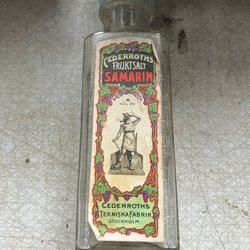 CEDERROTHS
FRUKTSALT
SAMARIN
CEDERROTHS
TEKNISKA FABRIK
STOCKHOLM